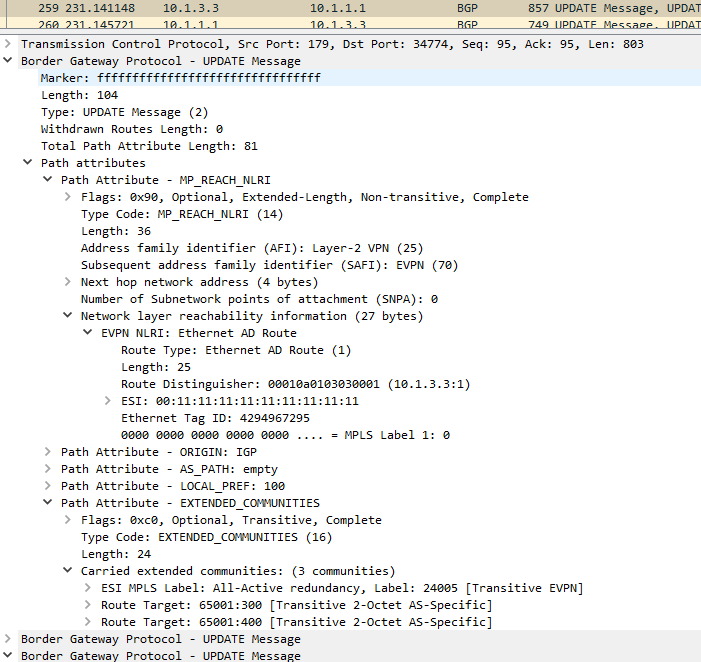 259 231.141148 10.1.3.3 10.1.1.1 BGP 857 UPDATE Message, UPDAT
260 231.145721 10.1.1.1 10.1.3.3 BGP 749 UPDATE Message, UPDAT
Transmission Control Protocol, Src Port: 179, Dst Port: 34774, Seq: 95, Ack: 95, Len: 803
Border Gateway Protocol - UPDATE Message
Marker: ffffffffffffffffffffffffffffffff
Length: 104
Type: UPDATE Message (2)
Withdrawn Routes Length: 0
Total Path Attribute Length: 81
Path attributes
Path Attribute - MP_REACH_NLRI
Flags: 0x90, Optional, Extended-Length, Non-transitive, Complete
Type Code: MP_REACH_NLRI (14)
Length: 36
Address family identifier (AFI): Layer-2 VPN (25)
Subsequent address family identifier (SAFI): EVPN (70)
Next hop network address (4 bytes)
Number of Subnetwork points of attachment (SNPA): 0
Network layer reachability information (27 bytes)
EVPN NLRI: Ethernet AD Route
Route Type: Ethernet AD Route (1)
Length: 25
Route Distinguisher: 00010a0103030001 (10.1.3.3:1)
ESI: 00:11:11:11:11:11:11:11:11:11
Ethernet Tag ID: 4294967295
0000 0000 0000 0000 0000 .... = MPLS Label 1: 0
Path Attribute - ORIGIN: IGP
Path Attribute - AS_PATH: empty
Path Attribute - LOCAL_PREF: 100
Path Attribute - EXTENDED_COMMUNITIES
Flags: 0xc0, Optional, Transitive, Complete
Type Code: EXTENDED_COMMUNITIES (16)
Length: 24
Carried extended communities: (3 communities)
ESI MPLS Label: All-Active redundancy, Label: 24005 [Transitive EVPN]
Route Target: 65001:300 [Transitive 2-Octet AS-Specific]
Route Target: 65001:400 [Transitive 2-Octet AS-Specific]
Border Gateway Protocol - UPDATE Message
Border Gateway Protocol - UPDATE Message